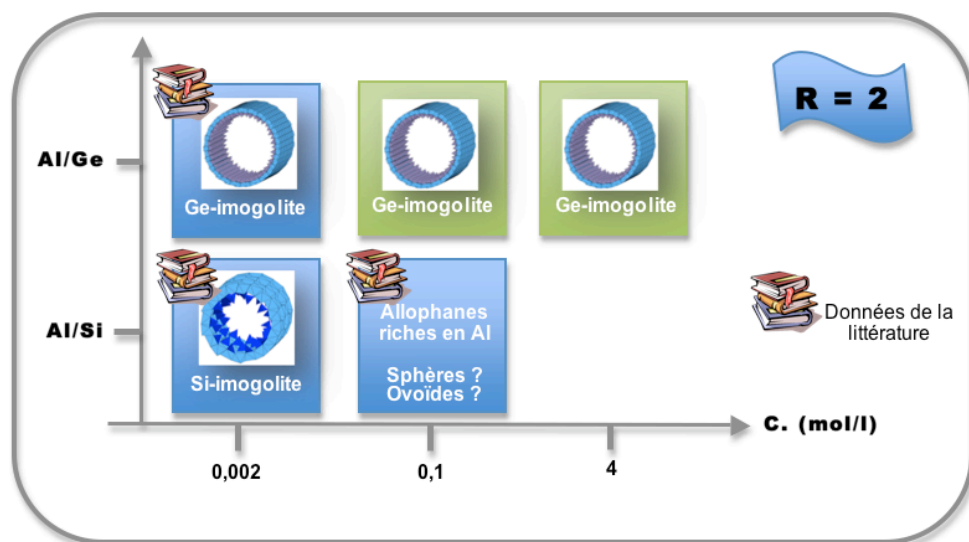 R = 2
Al/Ge
Ge-imogolite
Ge-imogolite
Ge-imogolite
Al/Si
Si-imogolite
Allophanes
riches en Al
Sphères ?
Ovoïdes ?
Données de la
littérature
C. (mol/l)
0,002
0,1
4